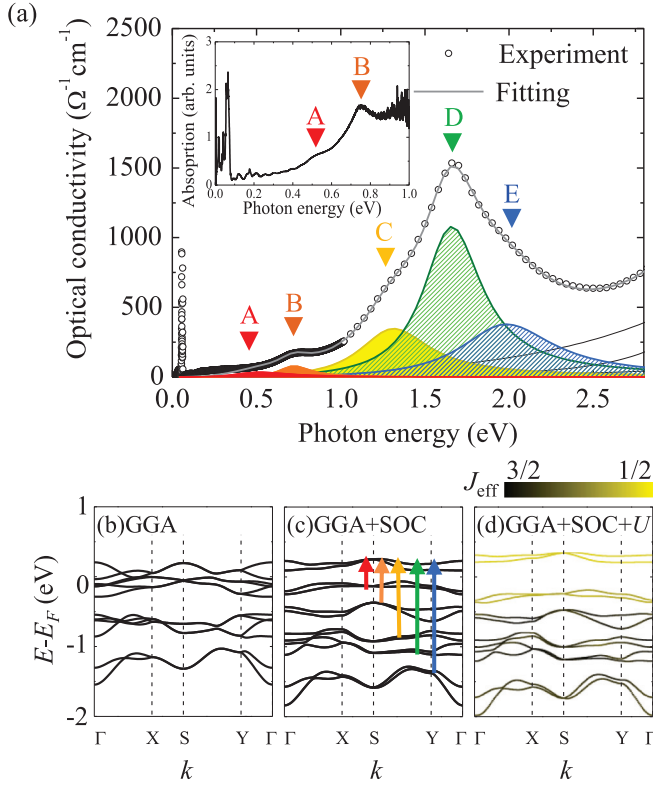 (a)
2500
2000
1500
1000
500
0
Optical conductivity (Ω⁻¹ cm⁻¹)
0.0 0.5 1.0 1.5 2.0 2.5
Photon energy (eV)
Experiment
Fitting
A
B
C
D
E
3
2
1
0
Absoprtion (arb. units)
A
B
0.0 0.2 0.4 0.6 0.8 1.0
Photon energy (eV)
J_eff 3/2 1/2
(b)GGA
(c)GGA+SOC
(d)GGA+SOC+U
1
0
-1
-2
E-E_F (eV)
Γ X S Y Γ
X S Y Γ
Γ X S Y Γ
k
k
k